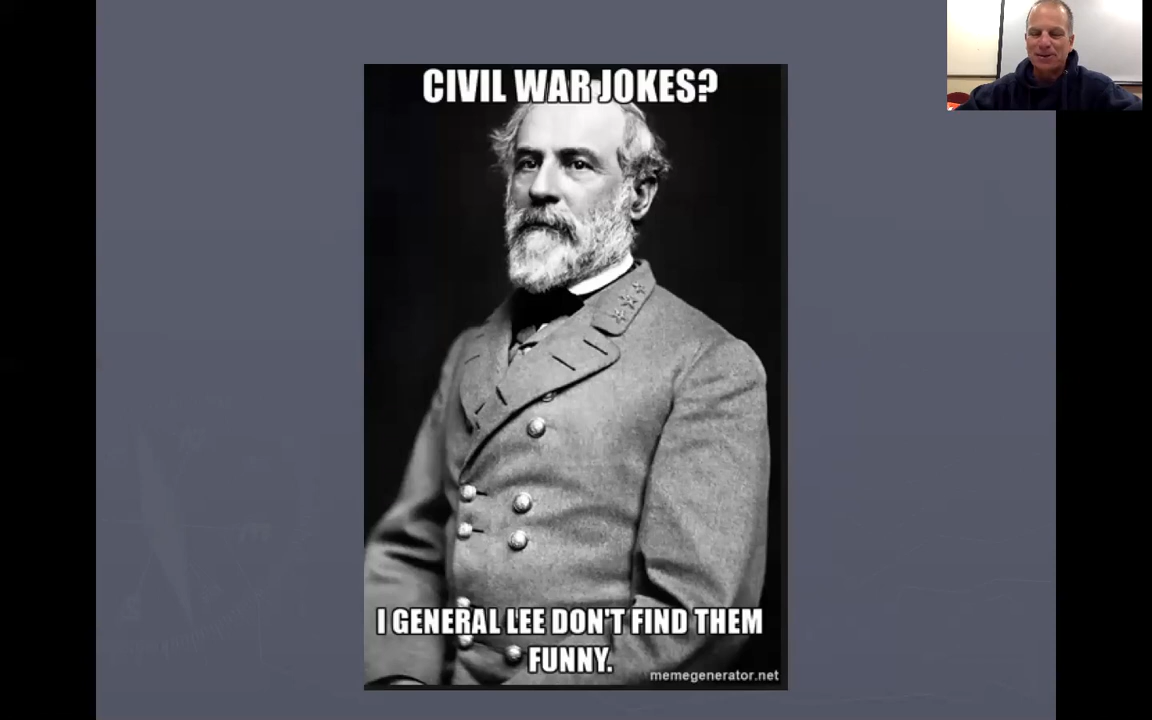 CIVIL WAR JOKES?
I GENERAL LEE DON'T FIND THEM
FUNNY.
memegenerator.net